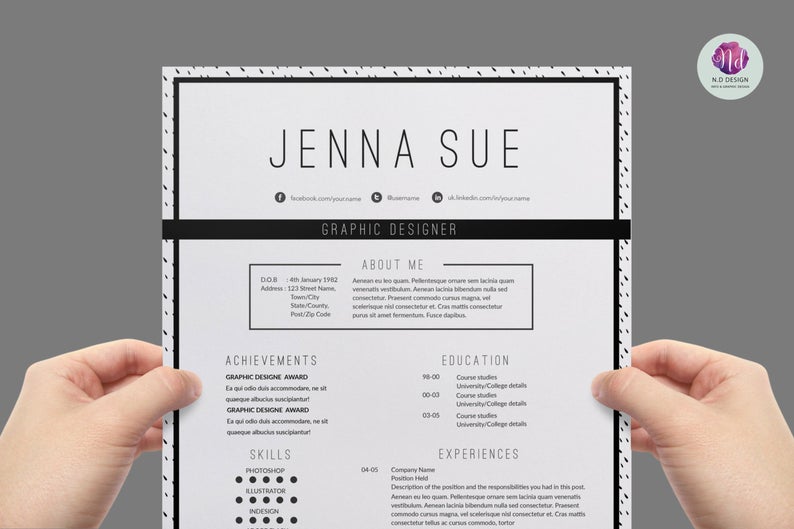 Nd
N.D DESIGN
ARTS & GRAPHIC DESIGN
JENNA SUE
facebook.com/your.name @username uk.linkedin.com/in/your.name
GRAPHIC DESIGNER
ABOUT ME
D.O.B : 4th January 1982
Address : 123 Street Name,
Town/City
State/County,
Post/Zip Code
Aenean eu leo quam. Pellentesque ornare sem lacinia quam
venenatis vestibulum. Aenean lacinia bibendum nulla sed
consectetur. Praesent commodo cursus magna, vel
scelerisque nisl consectetur et. Cras mattis consectetur
purus sit amet fermentum. Fusce dapibus.
ACHIEVEMENTS
GRAPHIC DESIGNE AWARD
Ea qui odio duis accommodare, ne sit
quaeque albucius suscipiantur!
GRAPHIC DESIGNE AWARD
Ea qui odio duis accommodare, ne sit
quaeque albucius suscipiantur!
SKILLS
PHOTOSHOP
ILLUSTRATOR
INDESIGN
EDUCATION
98-00 Course studies
University/College details
00-03 Course studies
University/College details
03-05 Course studies
University/College details
EXPERIENCES
04-05 Company Name
Position Held
Description of the position and the responsibilities you had in this post.
Aenean eu leo quam. Pellentesque ornare sem lacinia quam venenatis
vestibulum. Aenean lacinia bibendum nulla sed consectetur. Praesent
commodo cursus magna, vel scelerisque nisl consectetur et. Cras mattis
consectetur tellus ac cursus commodo, tortor